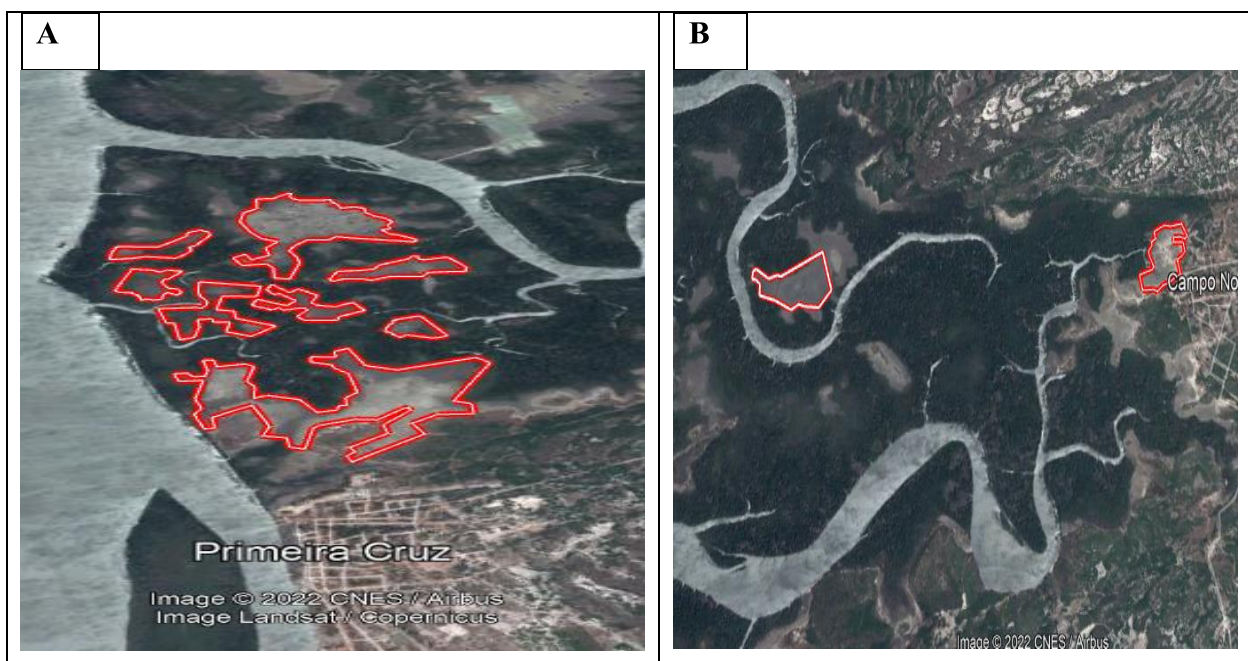 A
B
Primeira Cruz
Image © 2022 CNES / Airbus
Image Landsat / Copernicus
Campo No
Image © 2022 CNES / Airbus